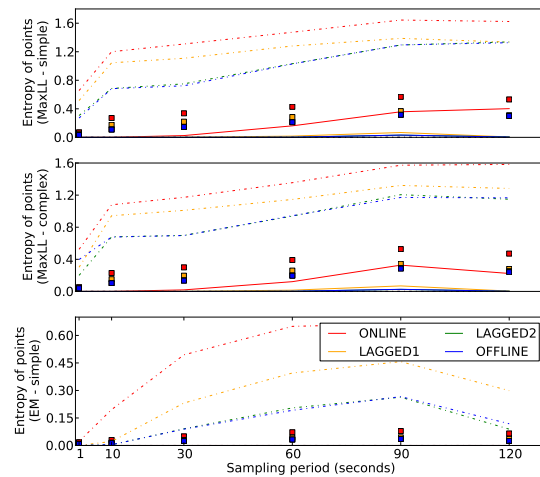 1.6
1.2
0.8
0.4
0.0
Entropy of points
(MaxLL - simple)
1.6
1.2
0.8
0.4
0.0
Entropy of points
(MaxLL - complex)
0.60
0.45
0.30
0.15
0.00
Entropy of points
(EM - simple)
ONLINE
LAGGED1
LAGGED2
OFFLINE
1 10 30 60 90 120
Sampling period (seconds)